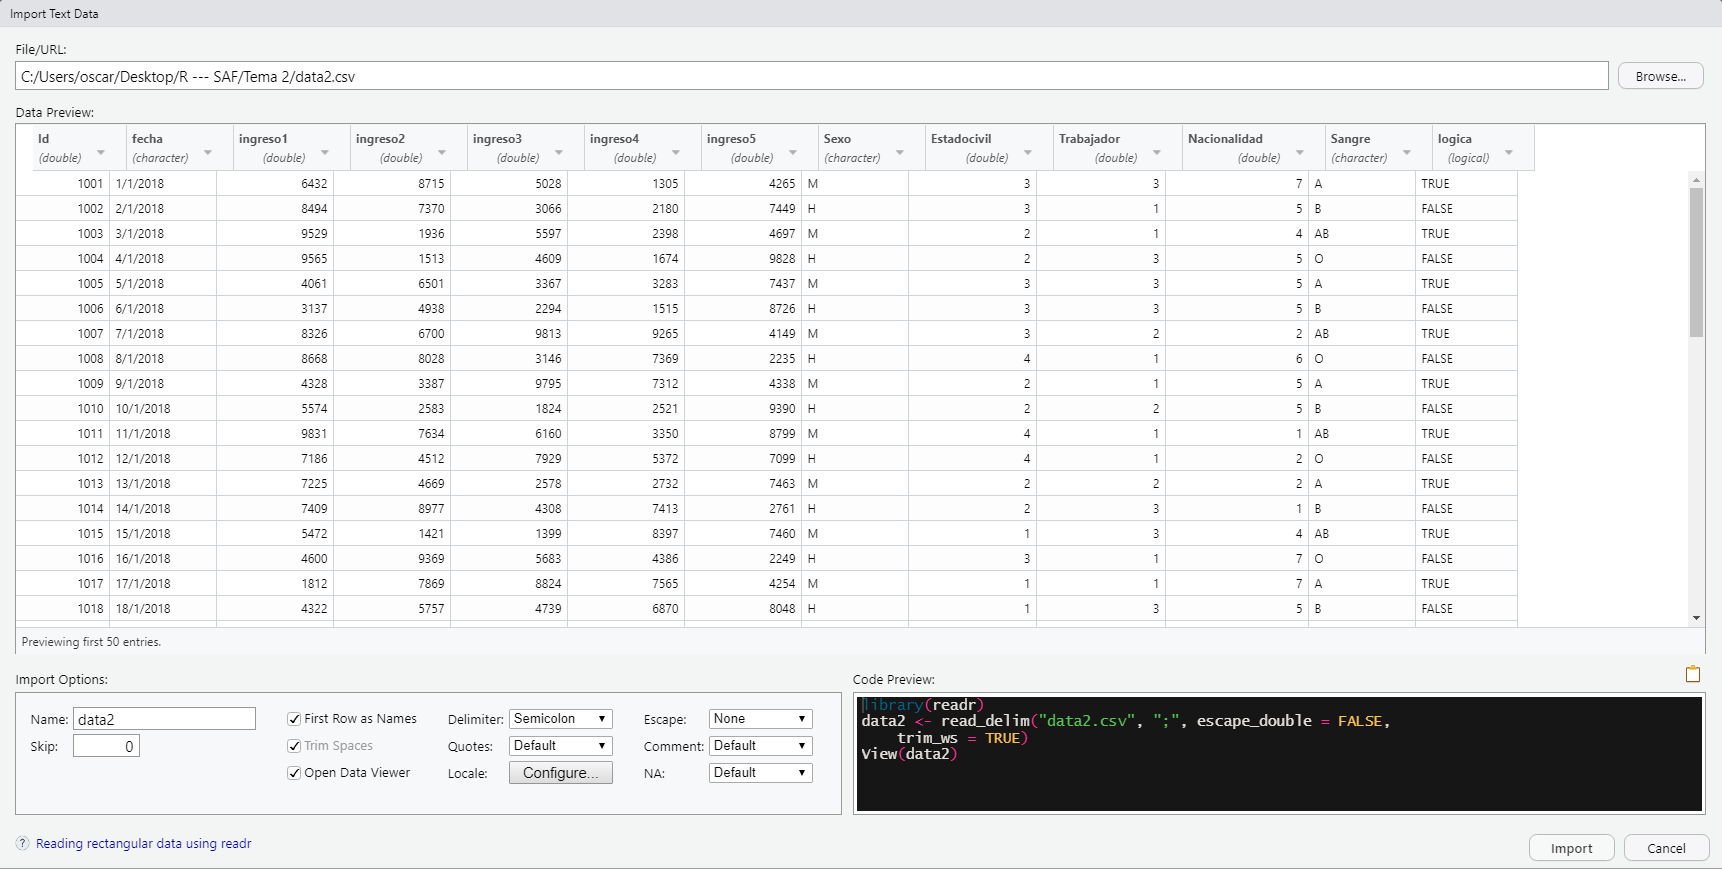 Import Text Data
File/URL:
C:/Users/oscar/Desktop/R --- SAF/Tema 2/data2.csv Browse...
Data Preview:
Id fecha ingreso1 ingreso2 ingreso3 ingreso4 ingreso5 Sexo Estadocivil Trabajador Nacionalidad Sangre logica
(double) (character) (double) (double) (double) (double) (double) (character) (double) (double) (double) (character) (logical)
1001 1/1/2018 6432 8715 5028 1305 4265 M 3 3 7 A TRUE
1002 2/1/2018 8494 7370 3066 2180 7449 H 3 1 5 B FALSE
1003 3/1/2018 9529 1936 5597 2398 4697 M 2 1 4 AB TRUE
1004 4/1/2018 9565 1513 4609 1674 9828 H 2 3 5 O FALSE
1005 5/1/2018 4061 6501 3367 3283 7437 M 3 3 5 A TRUE
1006 6/1/2018 3137 4938 2294 1515 8726 H 3 3 5 B FALSE
1007 7/1/2018 8326 6700 9813 9265 4149 M 3 2 2 AB TRUE
1008 8/1/2018 8668 8028 3146 7369 2235 H 4 1 6 O FALSE
1009 9/1/2018 4328 3387 9795 7312 4338 M 2 1 5 A TRUE
1010 10/1/2018 5574 2583 1824 2521 9390 H 2 2 5 B FALSE
1011 11/1/2018 9831 7634 6160 3350 8799 M 4 1 1 AB TRUE
1012 12/1/2018 7186 4512 7929 5372 7099 H 4 1 2 O FALSE
1013 13/1/2018 7225 4669 2578 2732 7463 M 2 2 2 A TRUE
1014 14/1/2018 7409 8977 4308 7413 2761 H 2 3 1 B FALSE
1015 15/1/2018 5472 1421 1399 8397 7460 M 1 3 4 AB TRUE
1016 16/1/2018 4600 9369 5683 4386 2249 H 3 1 7 O FALSE
1017 17/1/2018 1812 7869 8824 7565 4254 M 1 1 7 A TRUE
1018 18/1/2018 4322 5757 4739 6870 8048 H 1 3 5 B FALSE
Previewing first 50 entries.
Import Options:
Name: data2 First Row as Names Delimiter: Semicolon Escape: None
Skip: 0 Trim Spaces Quotes: Default Comment: Default
Open Data Viewer Locale: Configure... NA: Default
Code Preview:
library(readr)
data2 <- read_delim("data2.csv", ";", escape_double = FALSE,
trim_ws = TRUE)
View(data2)
? Reading rectangular data using readr
Import Cancel